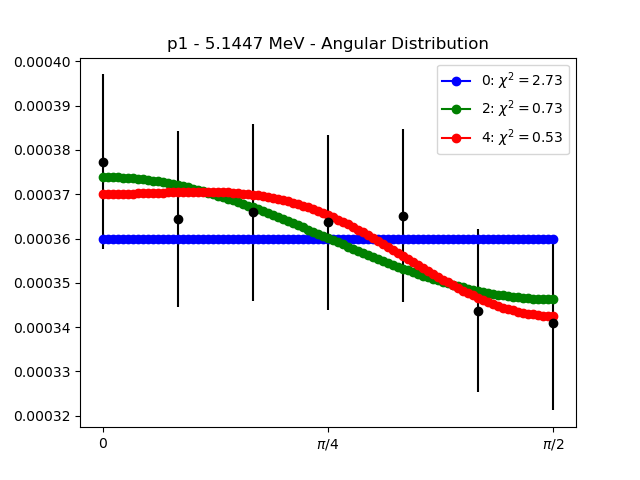 p1 - 5.1447 MeV - Angular Distribution
0.00040
0.00039
0.00038
0.00037
0.00036
0.00035
0.00034
0.00033
0.00032
0: χ² = 2.73
2: χ² = 0.73
4: χ² = 0.53
0
π/4
π/2